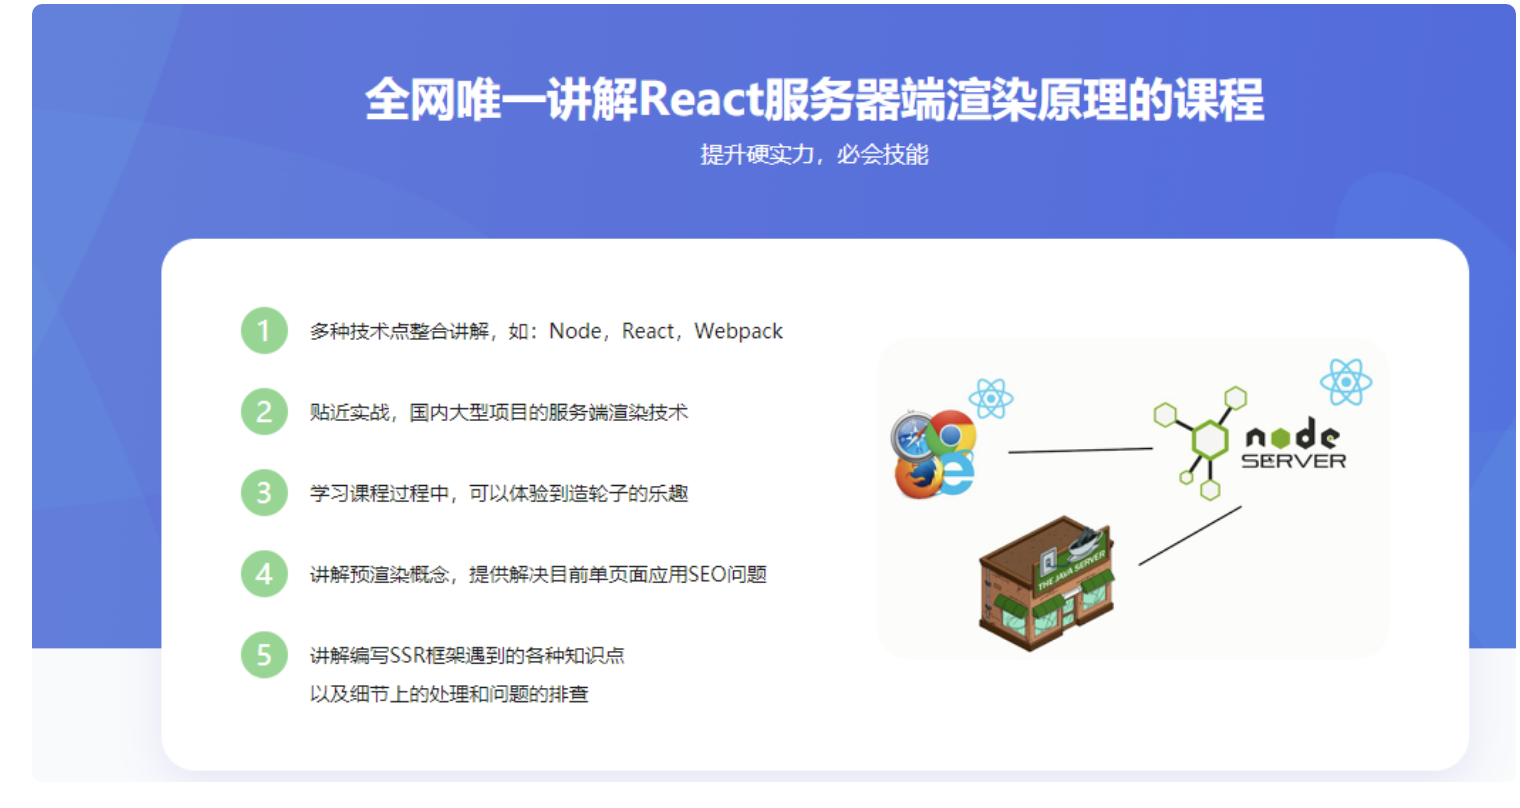 全网唯一讲解React服务器端渲染原理的课程
提升硬实力，必会技能
1 多种技术点整合讲解，如：Node，React，Webpack
2 贴近实战，国内大型项目的服务端渲染技术
3 学习课程过程中，可以体验到造轮子的乐趣
4 讲解预渲染概念，提供解决目前单页面应用SEO问题
5 讲解编写SSR框架遇到的各种知识点
以及细节上的处理和问题的排查
node
SERVER
THE JAVA SERVER